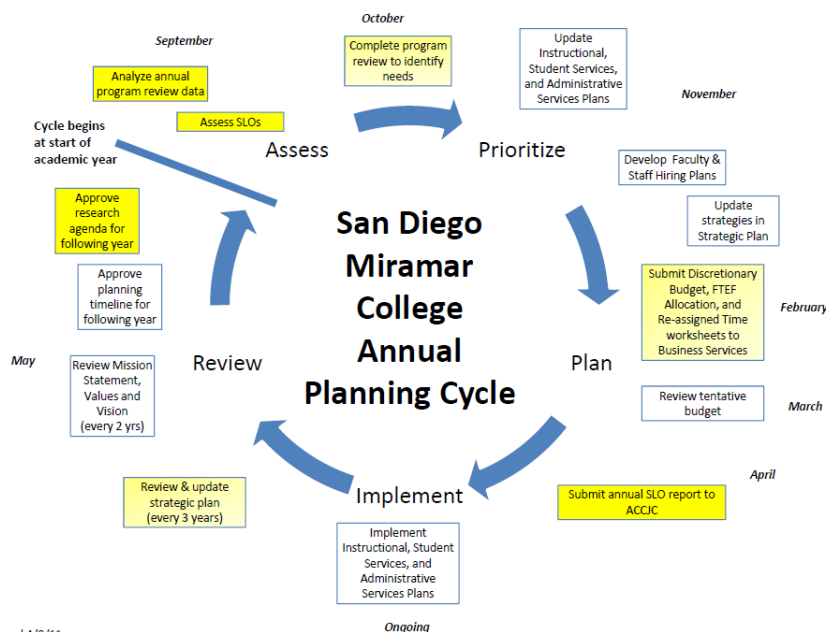 October
September
Complete program
review to identify
needs
Update
Instructional,
Student Services,
and Administrative
Services Plans
Analyze annual
program review data
November
Assess SLOs
Cycle begins
at start of
academic year
Assess
Prioritize
Develop Faculty &
Staff Hiring Plans
Approve
research
agenda for
following year
Update
strategies in
Strategic Plan
San Diego
Miramar
College
Annual
Planning Cycle
Approve
planning
timeline for
following year
Submit Discretionary
Budget, FTEF
Allocation, and
Re-assigned Time
worksheets to
Business Services
February
May
Review Mission
Statement,
Values and
Vision
(every 2 yrs)
Review
Plan
Review tentative
budget
March
April
Review & update
strategic plan
(every 3 years)
Implement
Submit annual SLO report to
ACCJC
Implement
Instructional, Student
Services, and
Administrative
Services Plans
Ongoing